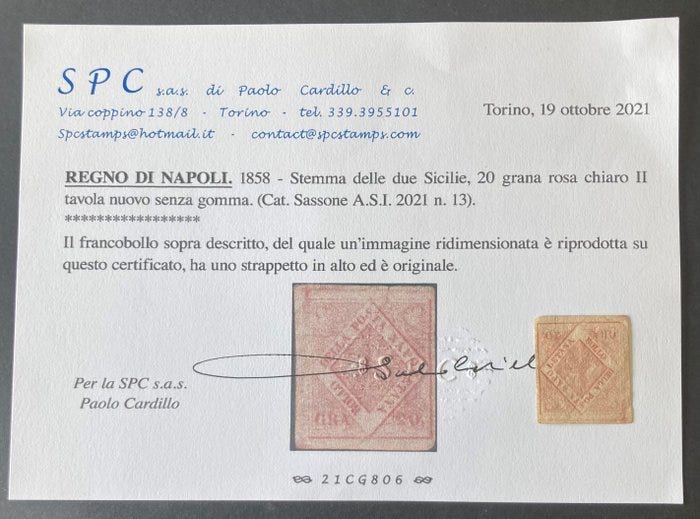 SPC s.a.s. di Paolo Cardillo & c.
Via coppino 138/8 - Torino - tel. 339.3955101
Spcstamps@hotmail.it - contact@spcstamps.com
Torino, 19 ottobre 2021
REGNO DI NAPOLI. 1858 - Stemma delle due Sicilie, 20 grana rosa chiaro II
tavola nuovo senza gomma. (Cat. Sassone A.S.I. 2021 n. 13).
*****************
Il francobollo sopra descritto, del quale un'immagine ridimensionata è riprodotta su
questo certificato, ha uno strappetto in alto ed è originale.
Per la SPC s.a.s.
Paolo Cardillo
GRA 20
21CG806